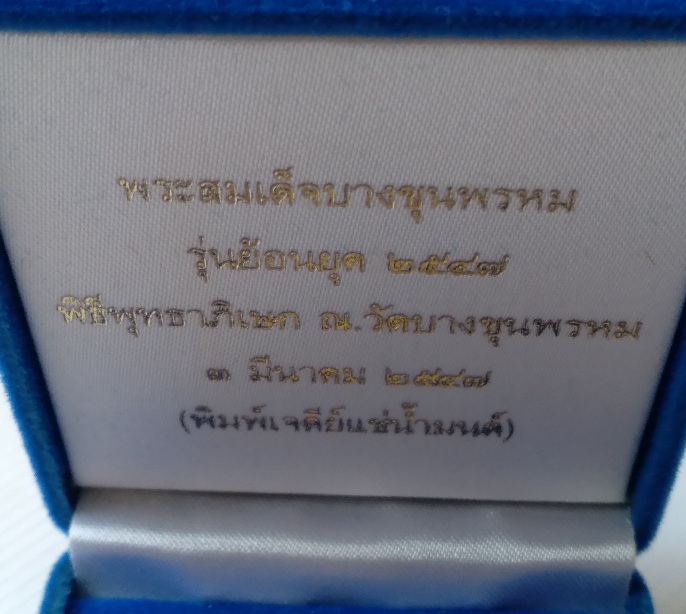 พระสมเด็จบางขุนพรหม
รุ่นย้อนยุค ๒๕๔๗
พิธีพุทธาภิเษก ณ.วัดบางขุนพรหม
๓ มีนาคม ๒๕๔๗
(พิมพ์เจดีย์แช่น้ำมนต์)